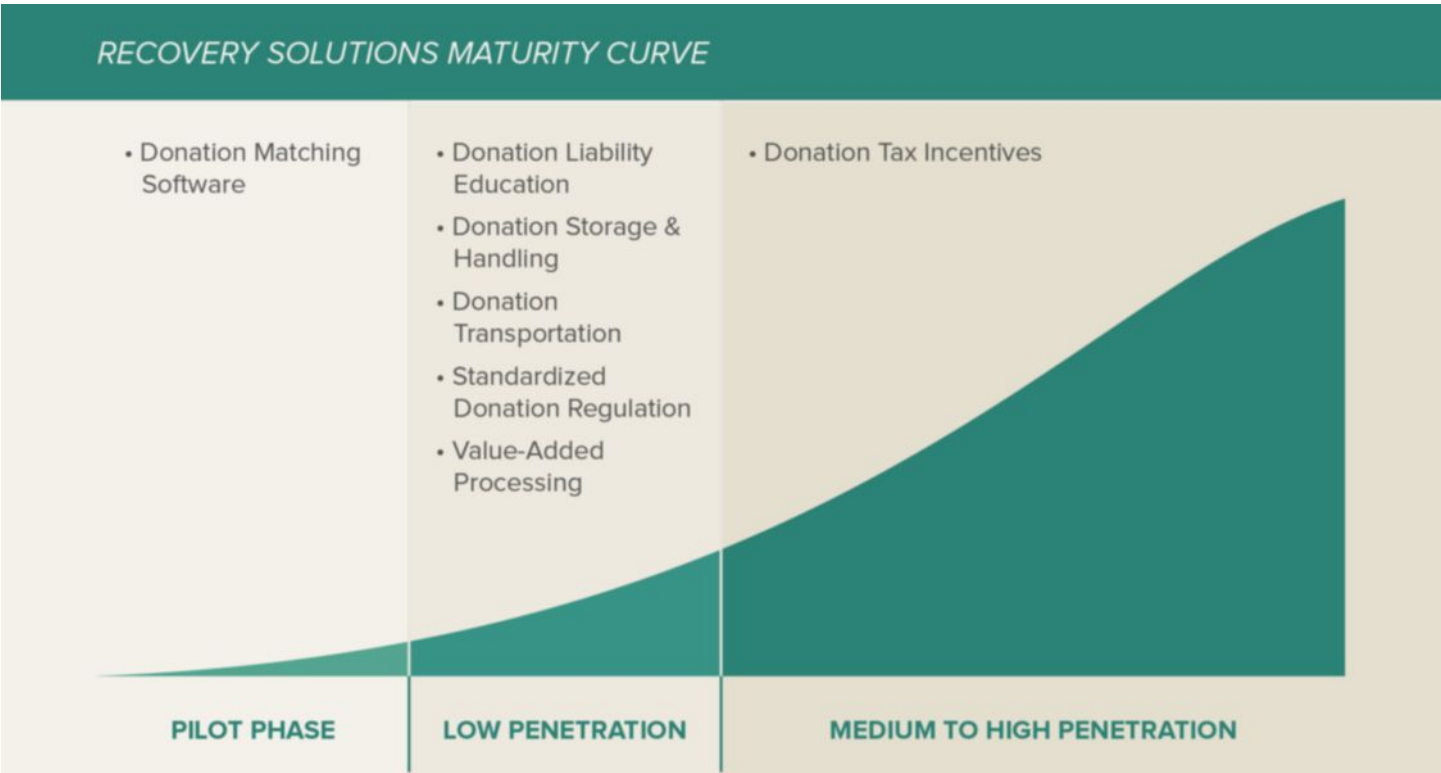 RECOVERY SOLUTIONS MATURITY CURVE
• Donation Matching
Software
• Donation Liability
Education
• Donation Storage &
Handling
• Donation
Transportation
• Standardized
Donation Regulation
• Value-Added
Processing
• Donation Tax Incentives
PILOT PHASE
LOW PENETRATION
MEDIUM TO HIGH PENETRATION